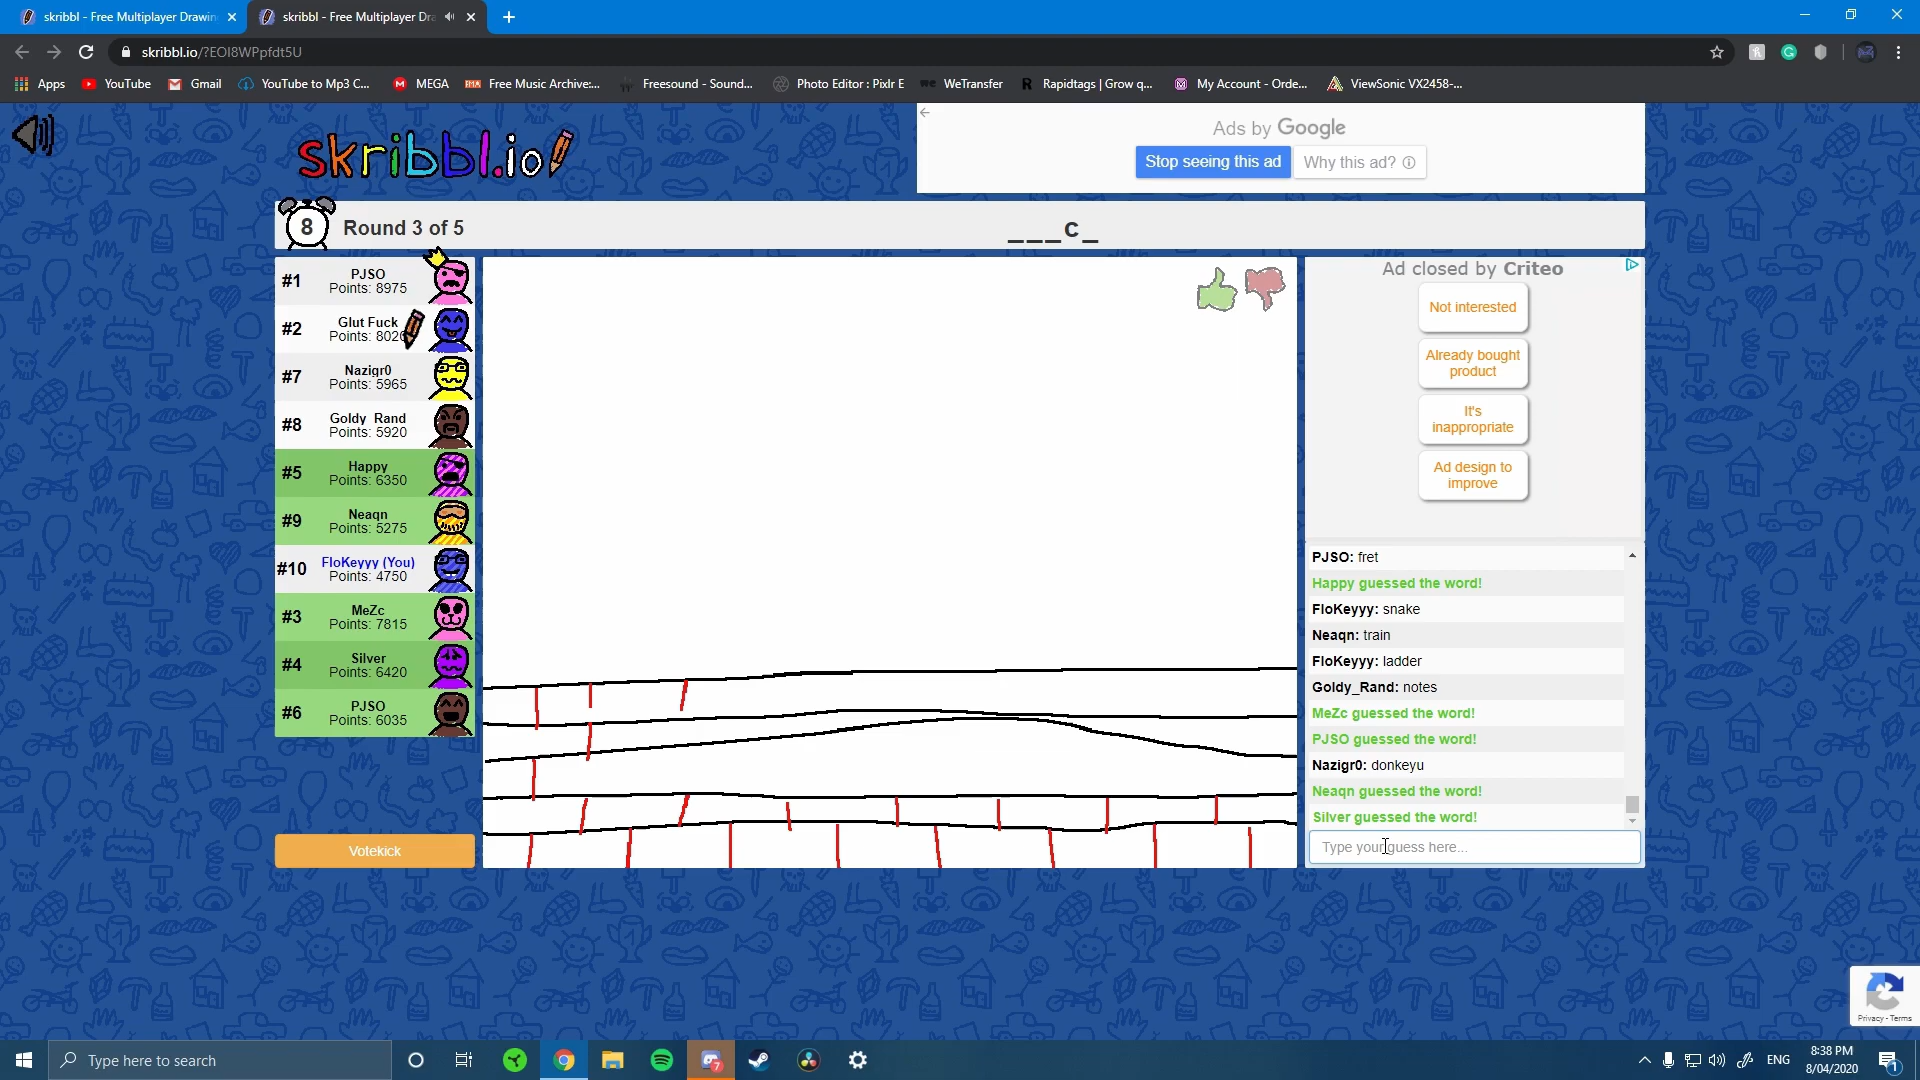 skribbl - Free Multiplayer Drawin
skribbl - Free Multiplayer Dra
skribbl.io/?EOI8WPpfdt5U
Apps YouTube Gmail YouTube to Mp3 C... MEGA Free Music Archive:... Freesound - Sound... Photo Editor : Pixlr E WeTransfer Rapidtags | Grow q... My Account - Orde... ViewSonic VX2458-...
skribbl.io
Ads by Google
Stop seeing this ad Why this ad?
8 Round 3 of 5 ___c_
#1 PJSO
Points: 8975
#2 Glut Fuck
Points: 8026
#7 Nazigr0
Points: 5965
#8 Goldy_Rand
Points: 5920
#5 Happy
Points: 6350
#9 Neaqn
Points: 5275
#10 FloKeyyy (You)
Points: 4750
#3 MeZc
Points: 7815
#4 Silver
Points: 6420
#6 PJSO
Points: 6035
Votekick
Ad closed by Criteo
Not interested
Already bought
product
It's
inappropriate
Ad design to
improve
PJSO: fret
Happy guessed the word!
FloKeyyy: snake
Neaqn: train
FloKeyyy: ladder
Goldy_Rand: notes
MeZc guessed the word!
PJSO guessed the word!
Nazigr0: donkeyu
Neaqn guessed the word!
Silver guessed the word!
Type your guess here...
Privacy - Terms
Type here to search
7
ENG
8:38 PM
8/04/2020
1